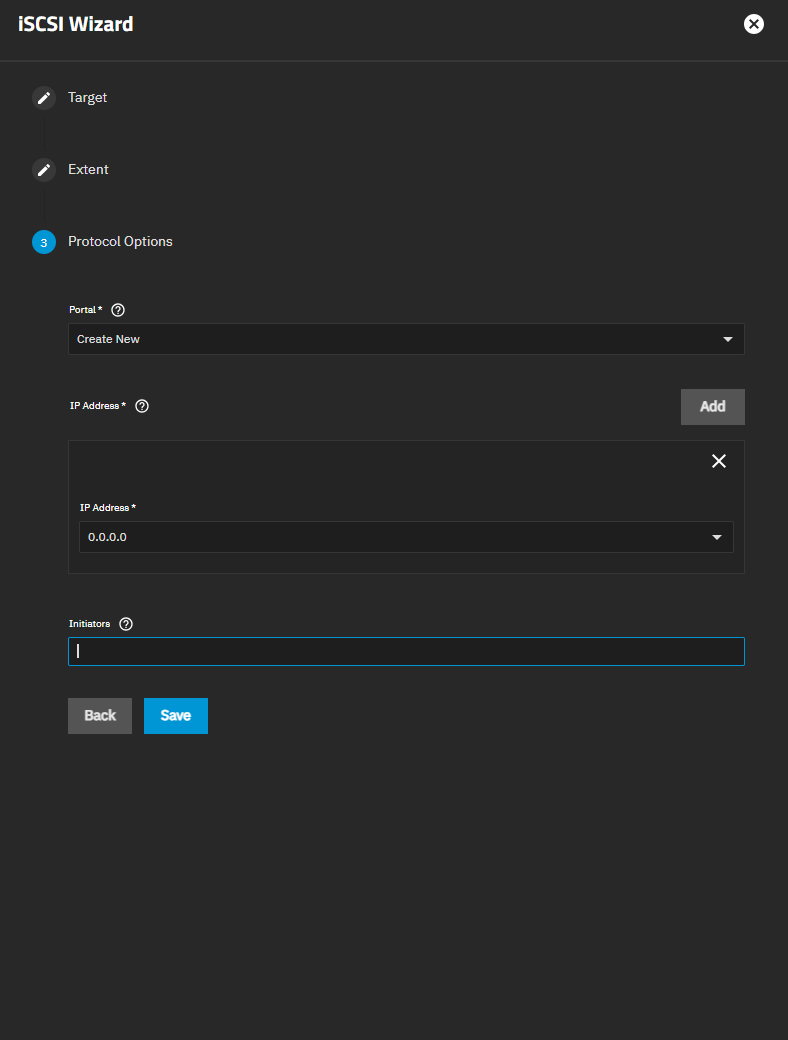 iSCSI Wizard
Target
Extent
3 Protocol Options
Portal *
Create New
IP Address *
Add
IP Address *
0.0.0.0
Initiators
Back Save